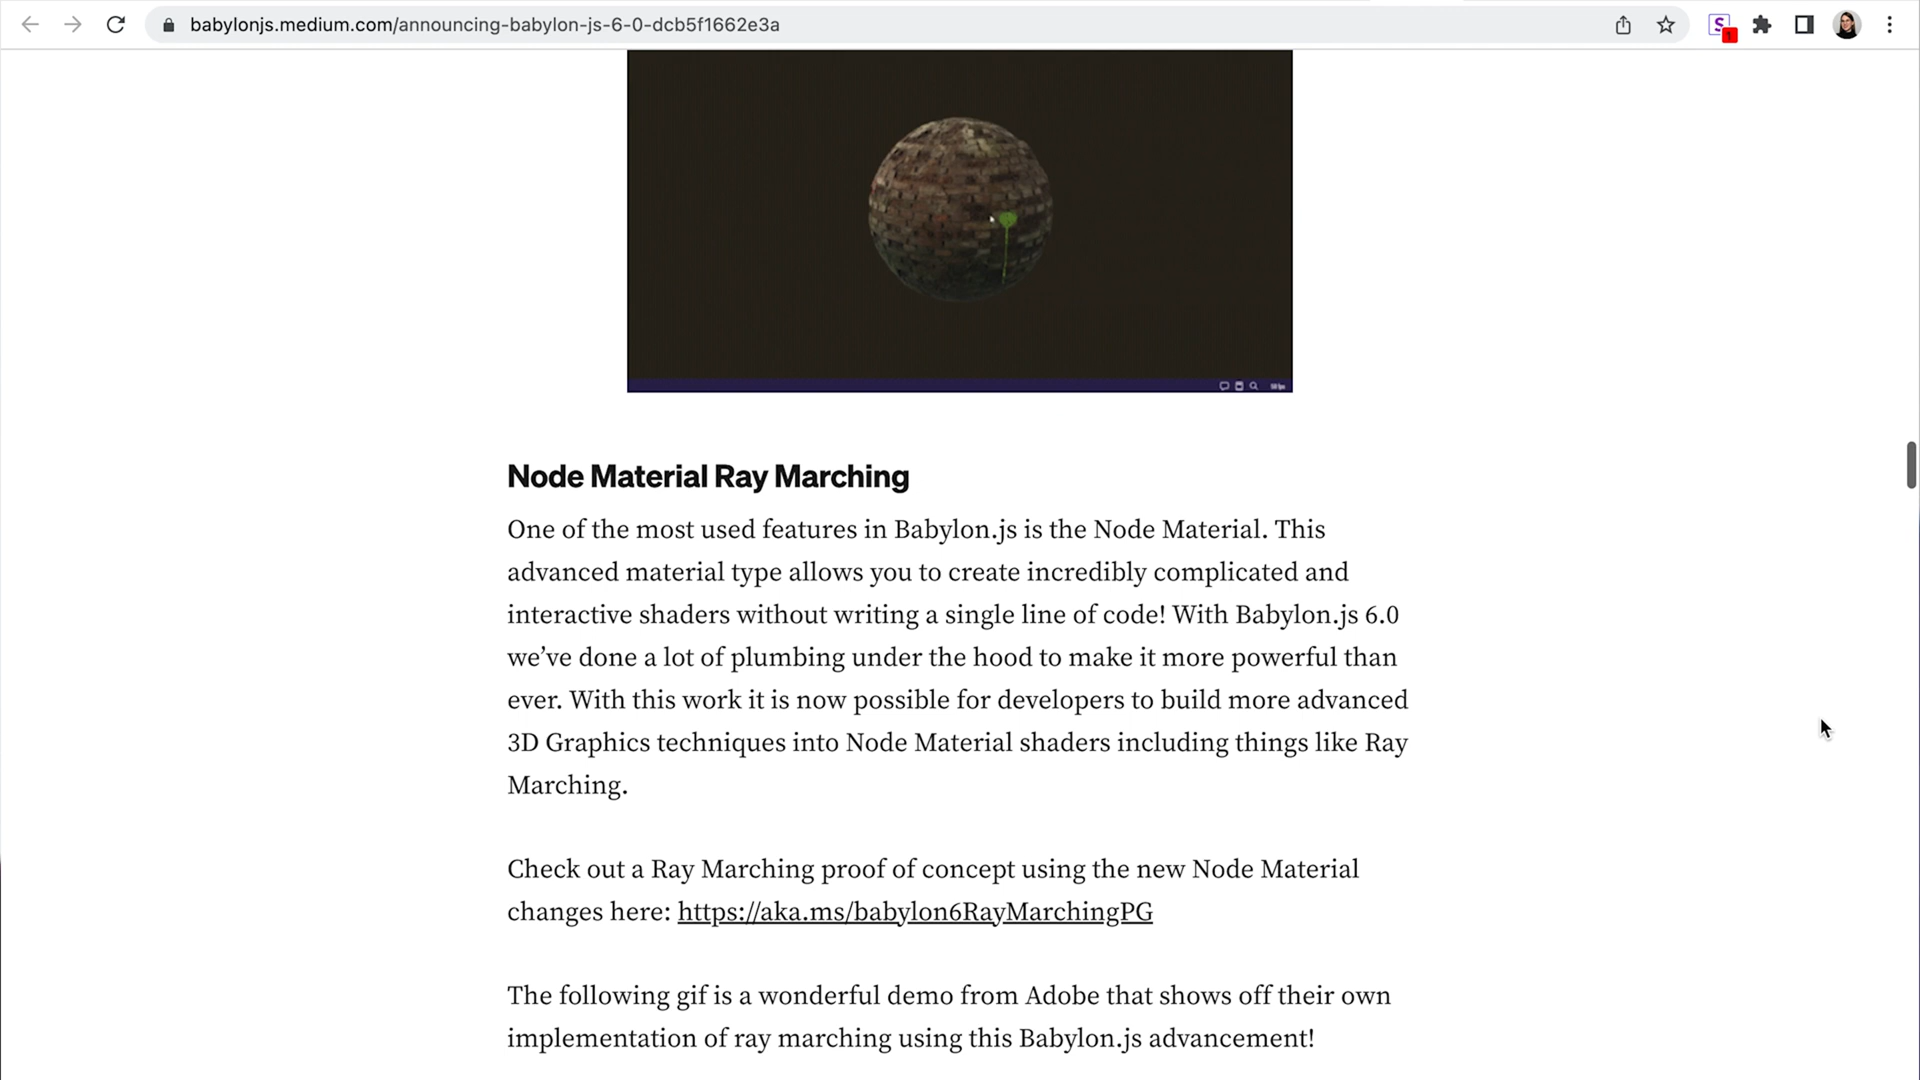 babylonjs.medium.com/announcing-babylon-js-6-0-dcb5f1662e3a
S
1
Node Material Ray Marching
One of the most used features in Babylon.js is the Node Material. This
advanced material type allows you to create incredibly complicated and
interactive shaders without writing a single line of code! With Babylon.js 6.0
we’ve done a lot of plumbing under the hood to make it more powerful than
ever. With this work it is now possible for developers to build more advanced
3D Graphics techniques into Node Material shaders including things like Ray
Marching.
Check out a Ray Marching proof of concept using the new Node Material
changes here: https://aka.ms/babylon6RayMarchingPG
The following gif is a wonderful demo from Adobe that shows off their own
implementation of ray marching using this Babylon.js advancement!